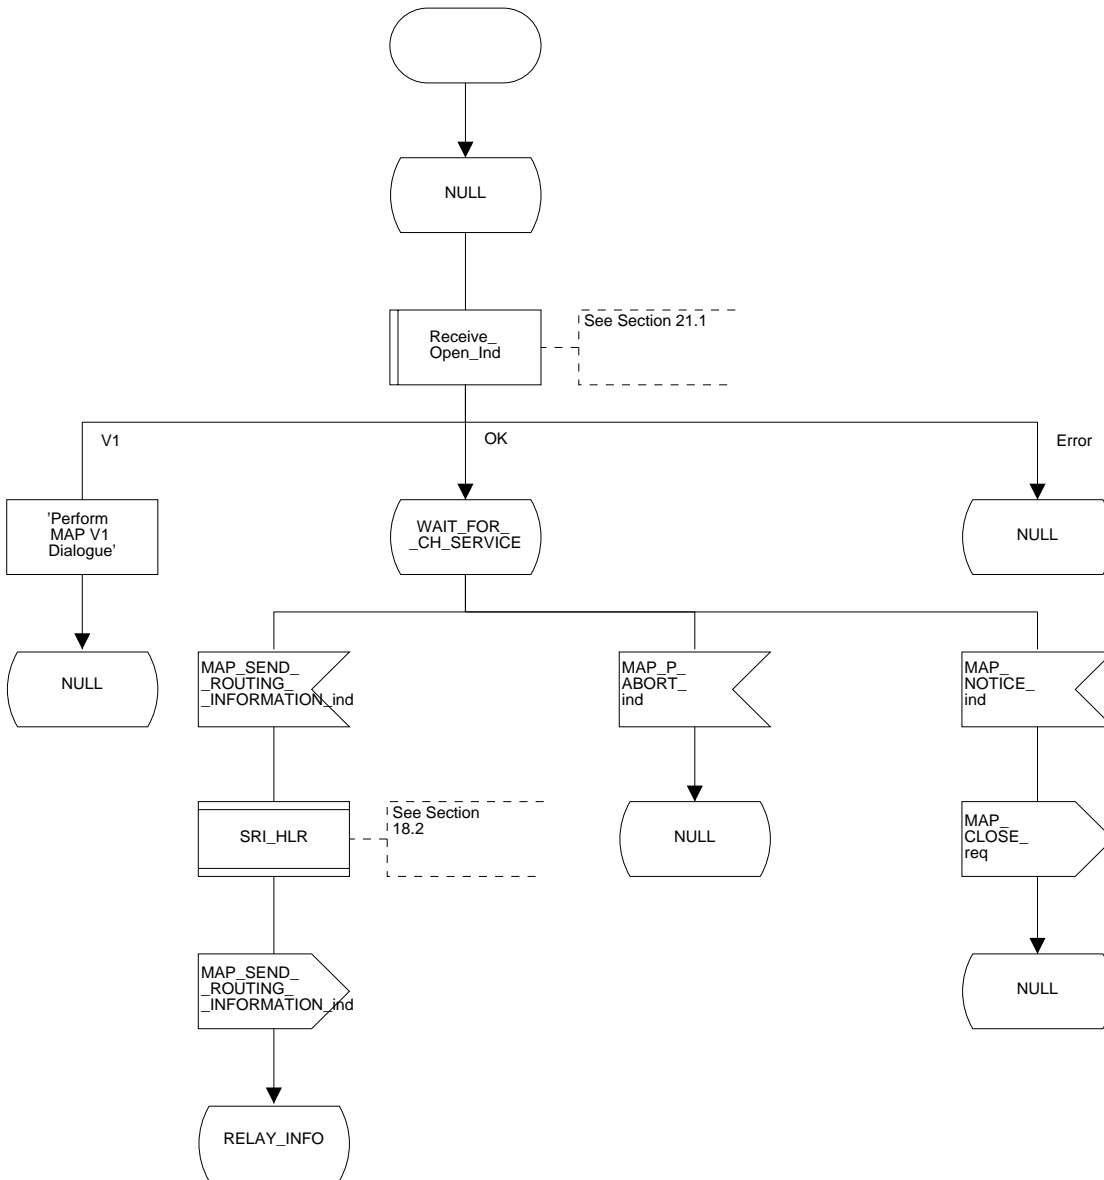 NULL
Receive_
Open_Ind
See Section 21.1
V1
OK
Error
'Perform
MAP V1
Dialogue'
WAIT_FOR_
_CH_SERVICE
NULL
NULL
MAP_SEND_
_ROUTING_
_INFORMATION_ind
MAP_P_
ABORT_
ind
MAP_
NOTICE_
ind
SRI_HLR
See Section
18.2
NULL
MAP_
CLOSE_
req
MAP_SEND_
_ROUTING_
_INFORMATION_ind
NULL
RELAY_INFO